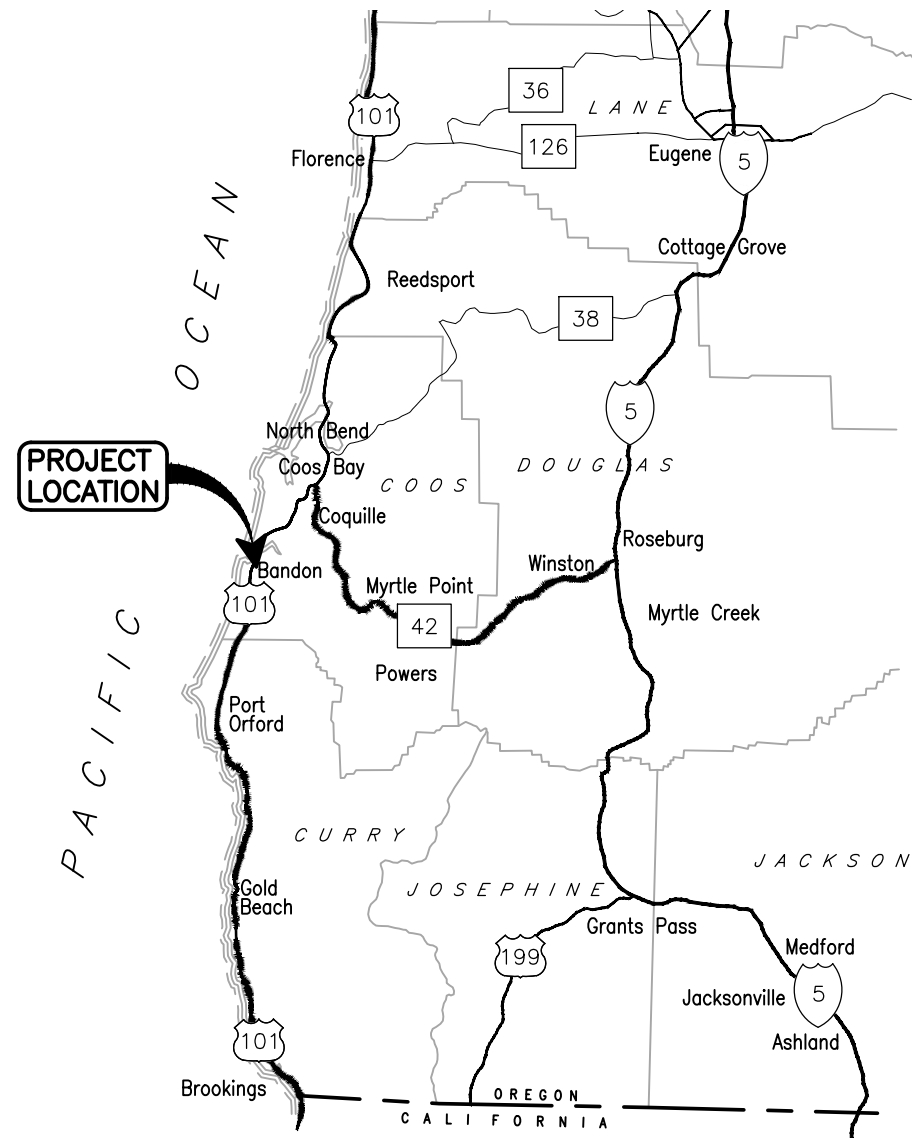 101
36
LANE
126
Florence
Eugene
5
OCEAN
Cottage Grove
Reedsport
38
5
North Bend
PROJECT
LOCATION
Coos Bay
COOS
DOUGLAS
Coquille
Roseburg
Winston
Bandon
Myrtle Point
101
42
Myrtle Creek
PACIFIC
Powers
Port
Orford
CURRY
JACKSON
JOSEPHINE
Gold
Beach
Grants Pass
199
Medford
Jacksonville
5
101
Ashland
Brookings
OREGON
CALIFORNIA